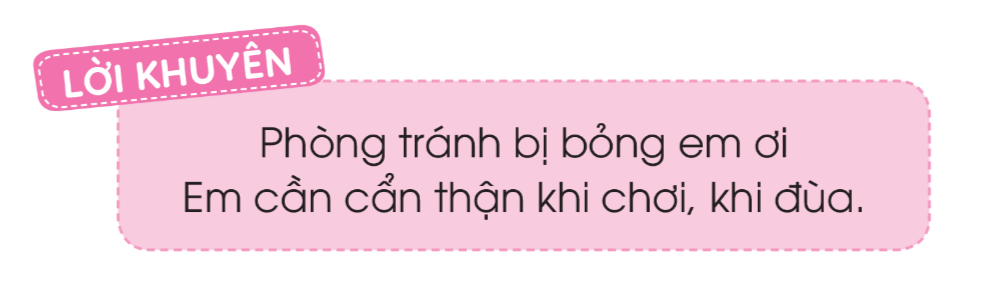 LỜI KHUYÊN
Phòng tránh bị bỏng em ơi
Em cần cẩn thận khi chơi, khi đùa.